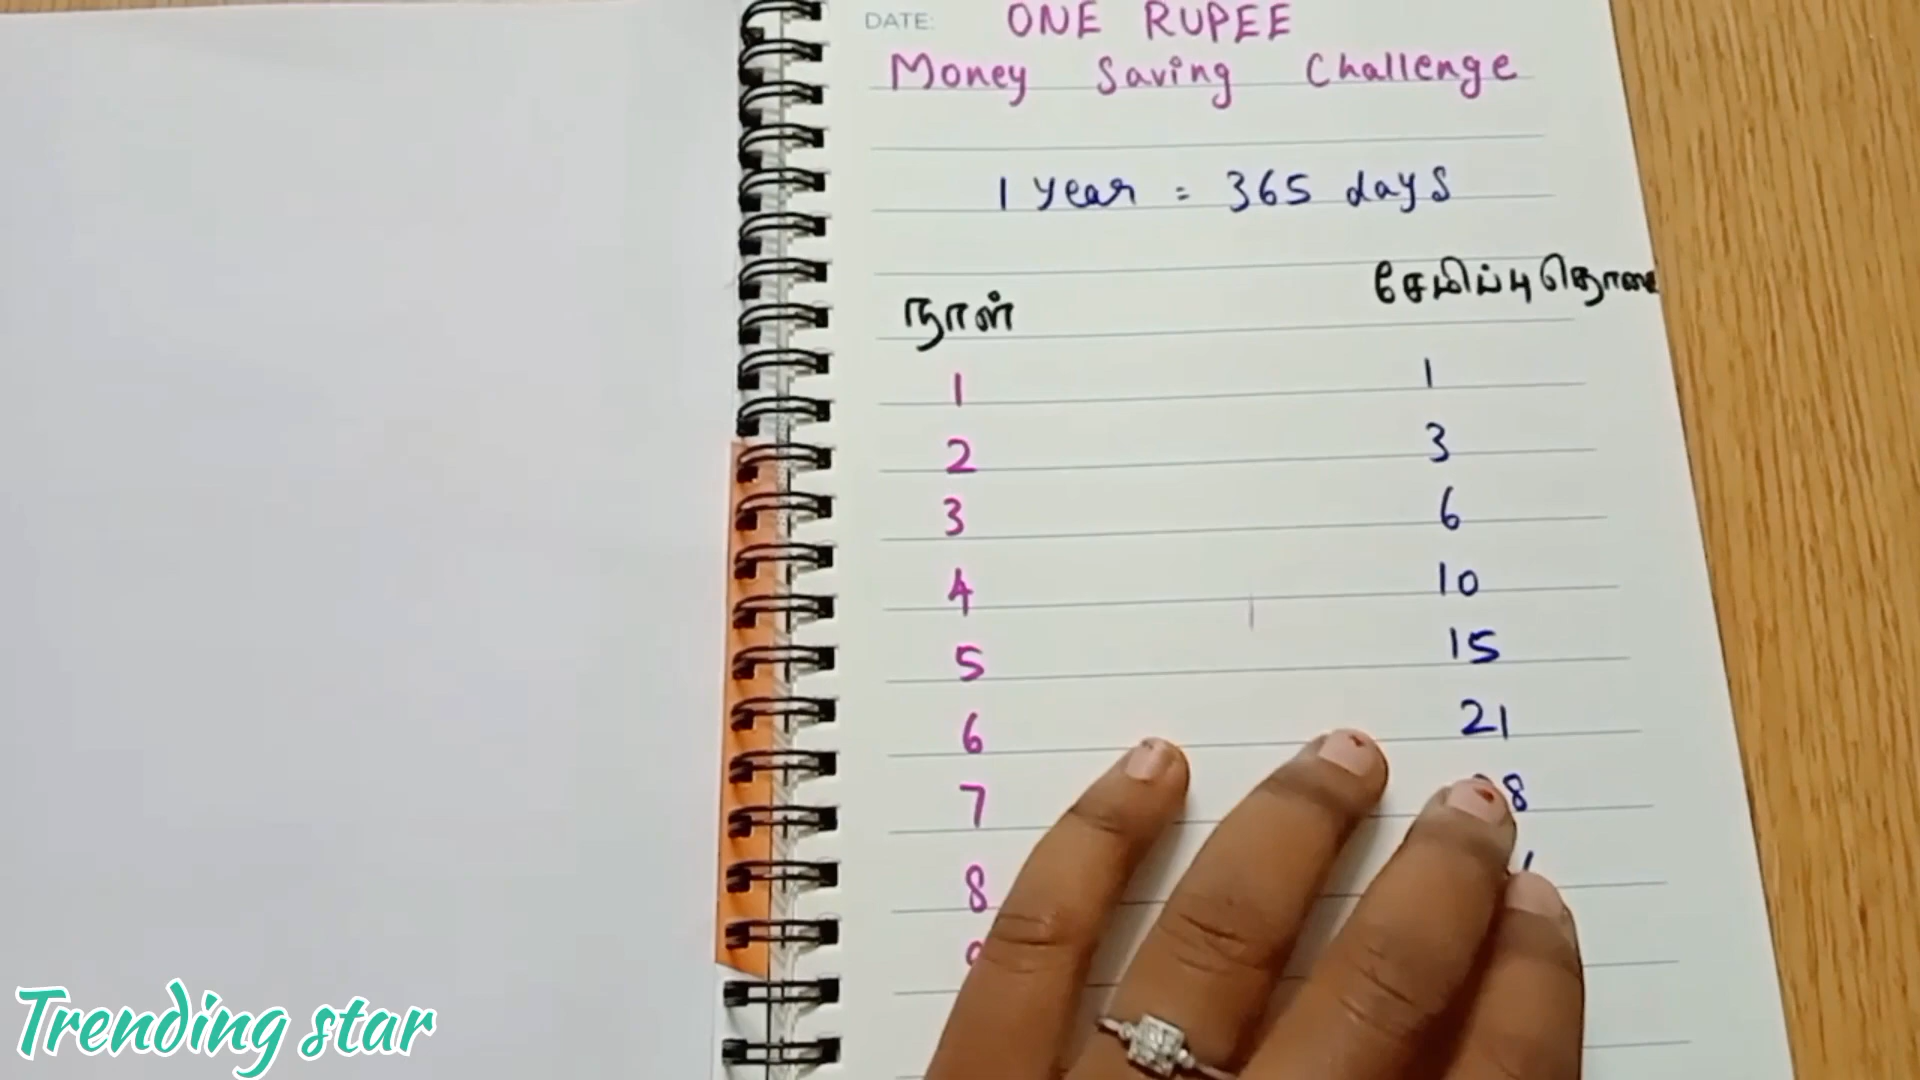 DATE: ONE RUPEE
Money Saving Challenge
1 year = 365 days
நாள் சேமிப்பு
1 1
2 3
3 6
4 10
5 15
6 21
7
8
Trending star